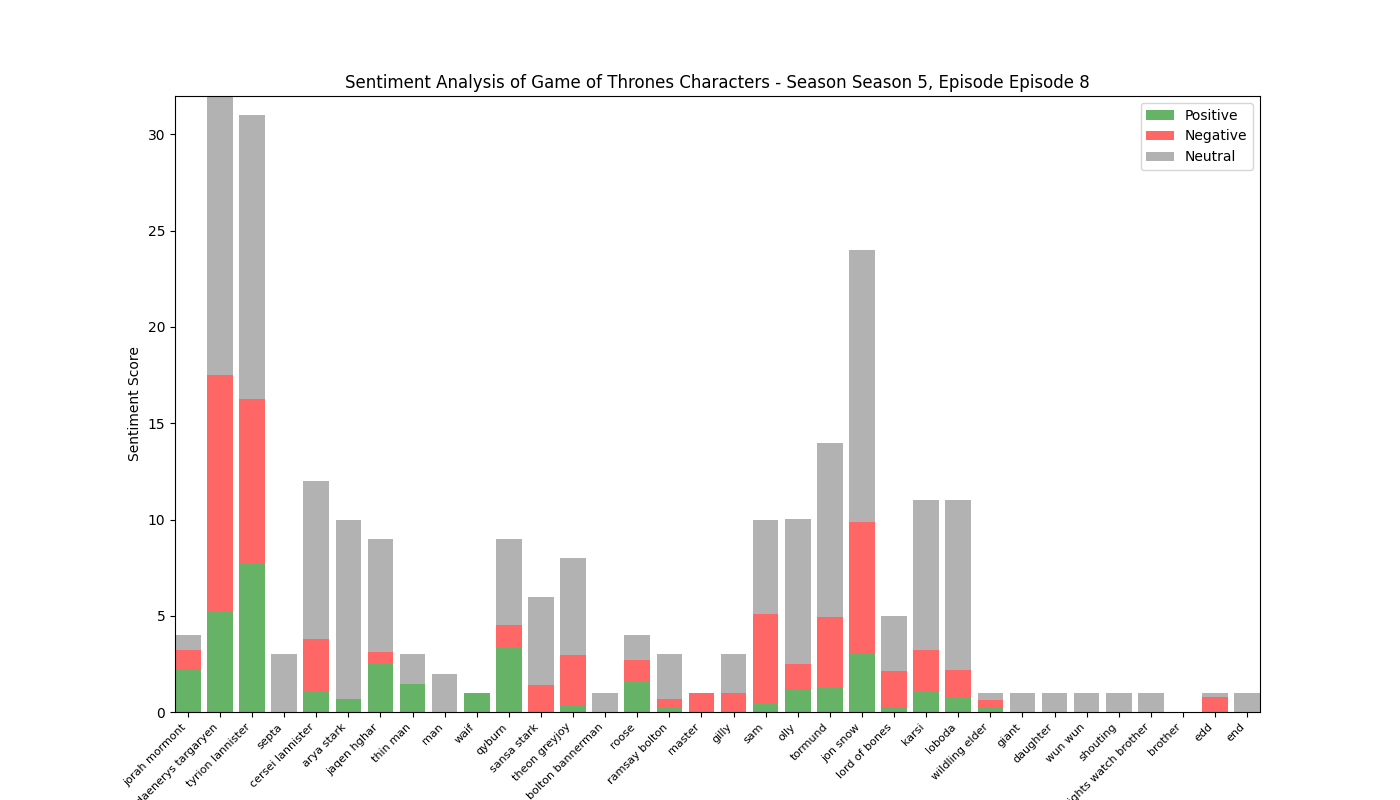 Sentiment Analysis of Game of Thrones Characters - Season Season 5, Episode Episode 8
Positive
Negative
Neutral
Sentiment Score
30
25
20
15
10
5
0
jorah mormont
daenerys targaryen
tyrion lannister
septa
cersei lannister
arya stark
jaqen hghar
thin man
man
waif
qyburn
sansa stark
theon greyjoy
bolton bannerman
roose
ramsay bolton
master
gilly
sam
olly
tormund
jon snow
lord of bones
karsi
loboda
wildling elder
giant
daughter
wun wun
shouting
ights watch brother
brother
edd
end